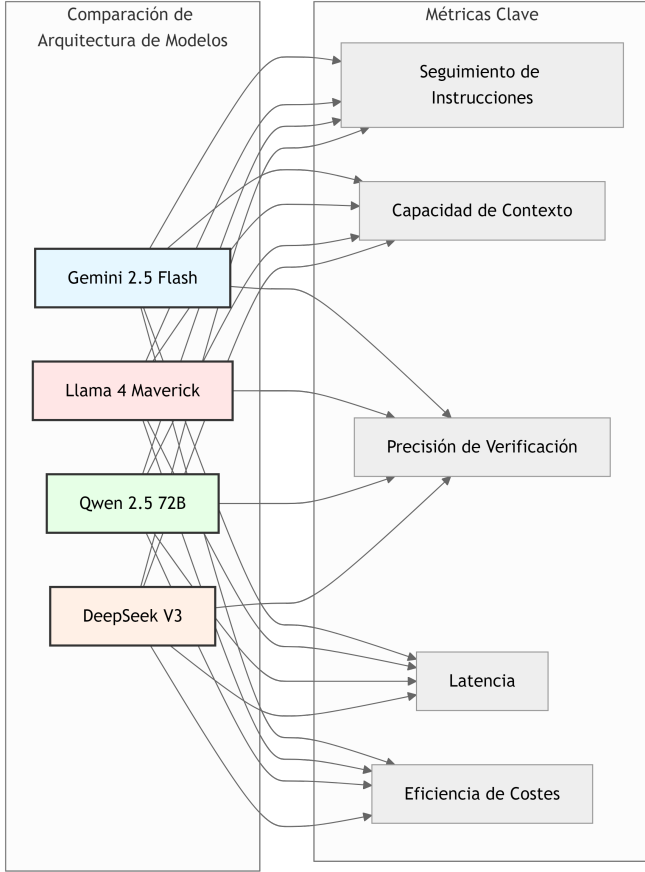 Comparación de
Arquitectura de Modelos
Gemini 2.5 Flash
Llama 4 Maverick
Qwen 2.5 72B
DeepSeek V3
Métricas Clave
Seguimiento de
Instrucciones
Capacidad de Contexto
Precisión de Verificación
Latencia
Eficiencia de Costes